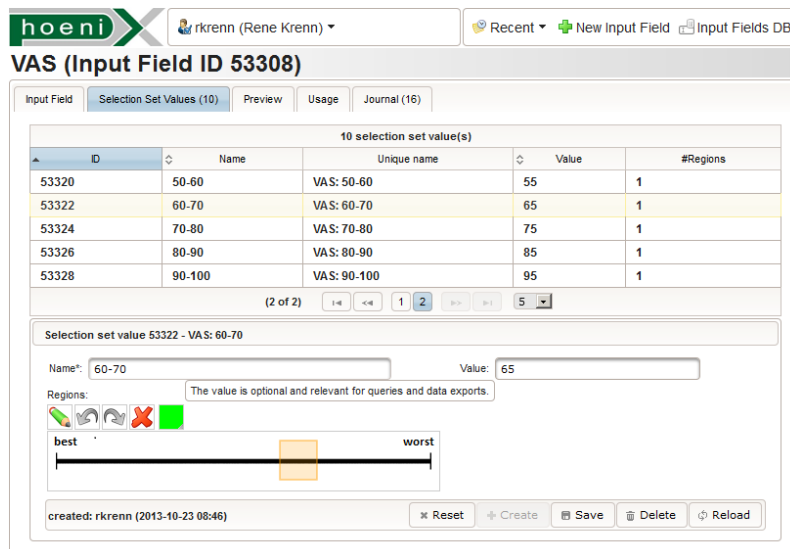 hoeni
rkrenn (Rene Krenn)
Recent New Input Field Input Fields DB
VAS (Input Field ID 53308)
Input Field Selection Set Values (10) Preview Usage Journal (16)
10 selection set value(s)
ID Name Unique name Value #Regions
53320 50-60 VAS: 50-60 55 1
53322 60-70 VAS: 60-70 65 1
53324 70-80 VAS: 70-80 75 1
53326 80-90 VAS: 80-90 85 1
53328 90-100 VAS: 90-100 95 1
(2 of 2) 1 2 5
Selection set value 53322 - VAS: 60-70
Name*: 60-70 Value: 65
The value is optional and relevant for queries and data exports.
Regions:
best worst
created: rkrenn (2013-10-23 08:46) Reset Create Save Delete Reload